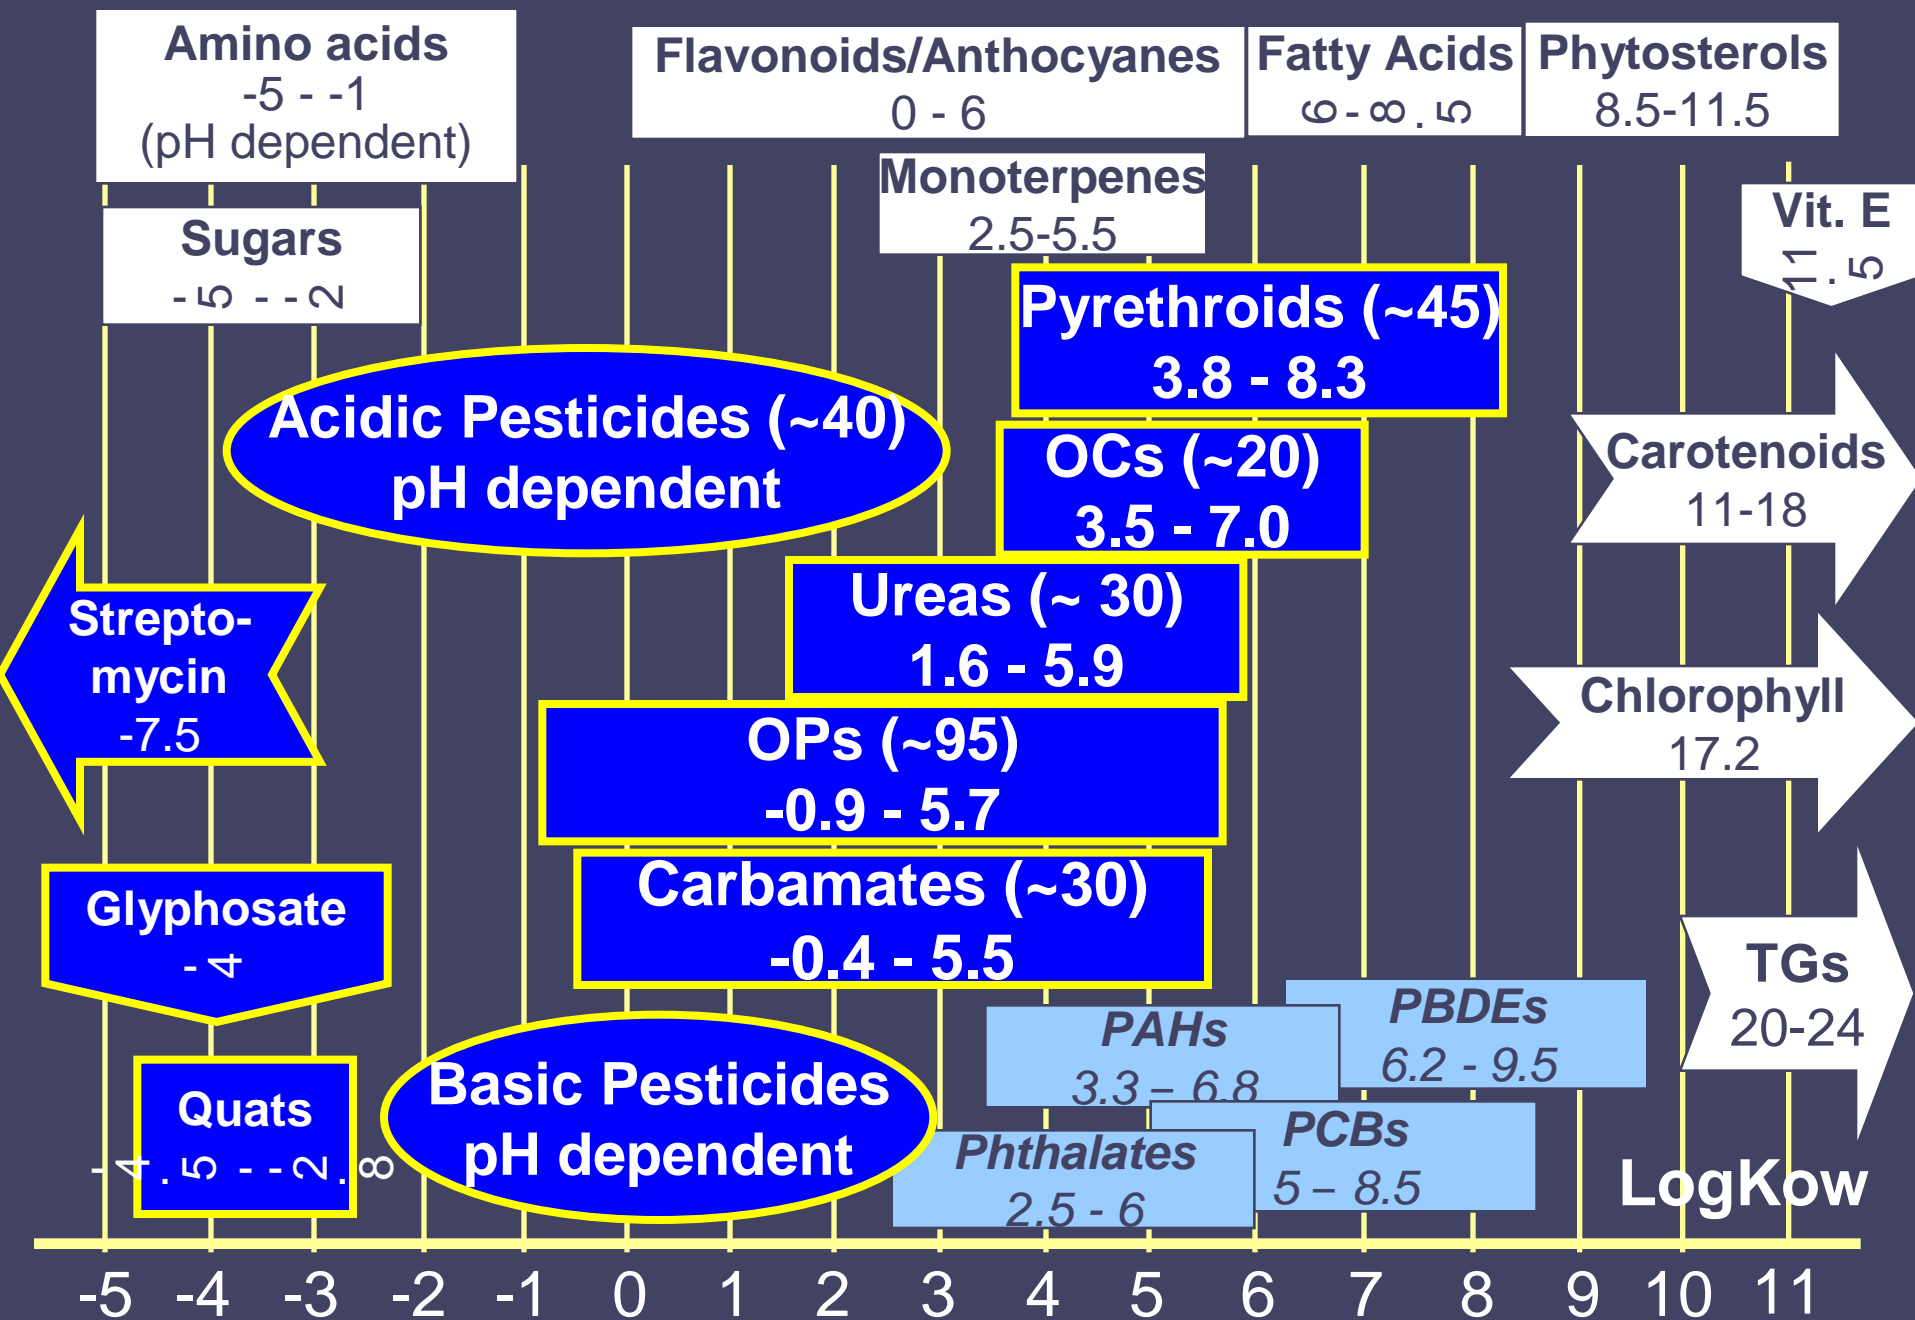 Amino acids
-5 - -1
(pH dependent)
Flavonoids/Anthocyanes
0 - 6
Fatty Acids
6-8.5
Phytosterols
8.5-11.5
Monoterpenes
2.5-5.5
Vit. E
11.5
Sugars
-5 - -2
Pyrethroids (~45)
3.8 - 8.3
Acidic Pesticides (~40)
pH dependent
OCs (~20)
3.5 - 7.0
Carotenoids
11-18
Strepto-
mycin
-7.5
Ureas (~ 30)
1.6 - 5.9
Chlorophyll
17.2
OPs (~95)
-0.9 - 5.7
Glyphosate
-4
Carbamates (~30)
-0.4 - 5.5
TGs
20-24
PBDEs
6.2 - 9.5
PAHs
3.3 – 6.8
Quats
-4.5 - -2.8
Basic Pesticides
pH dependent
Phthalates
2.5 - 6
PCBs
5 – 8.5
LogKow
-5 -4 -3 -2 -1 0 1 2 3 4 5 6 7 8 9 10 11